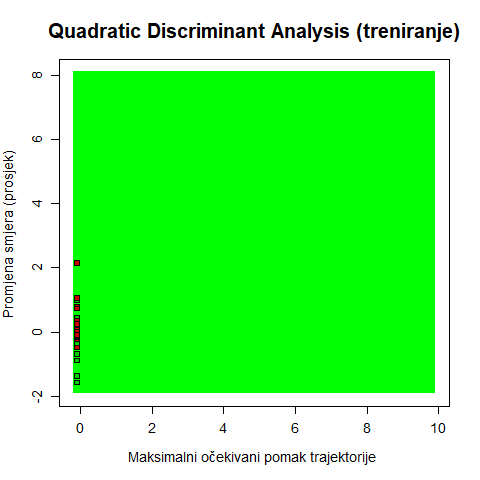 Quadratic Discriminant Analysis (treniranje)
Promjena smjera (prosjek)
8
6
4
2
0
-2
0 2 4 6 8 10
Maksimalni očekivani pomak trajektorije